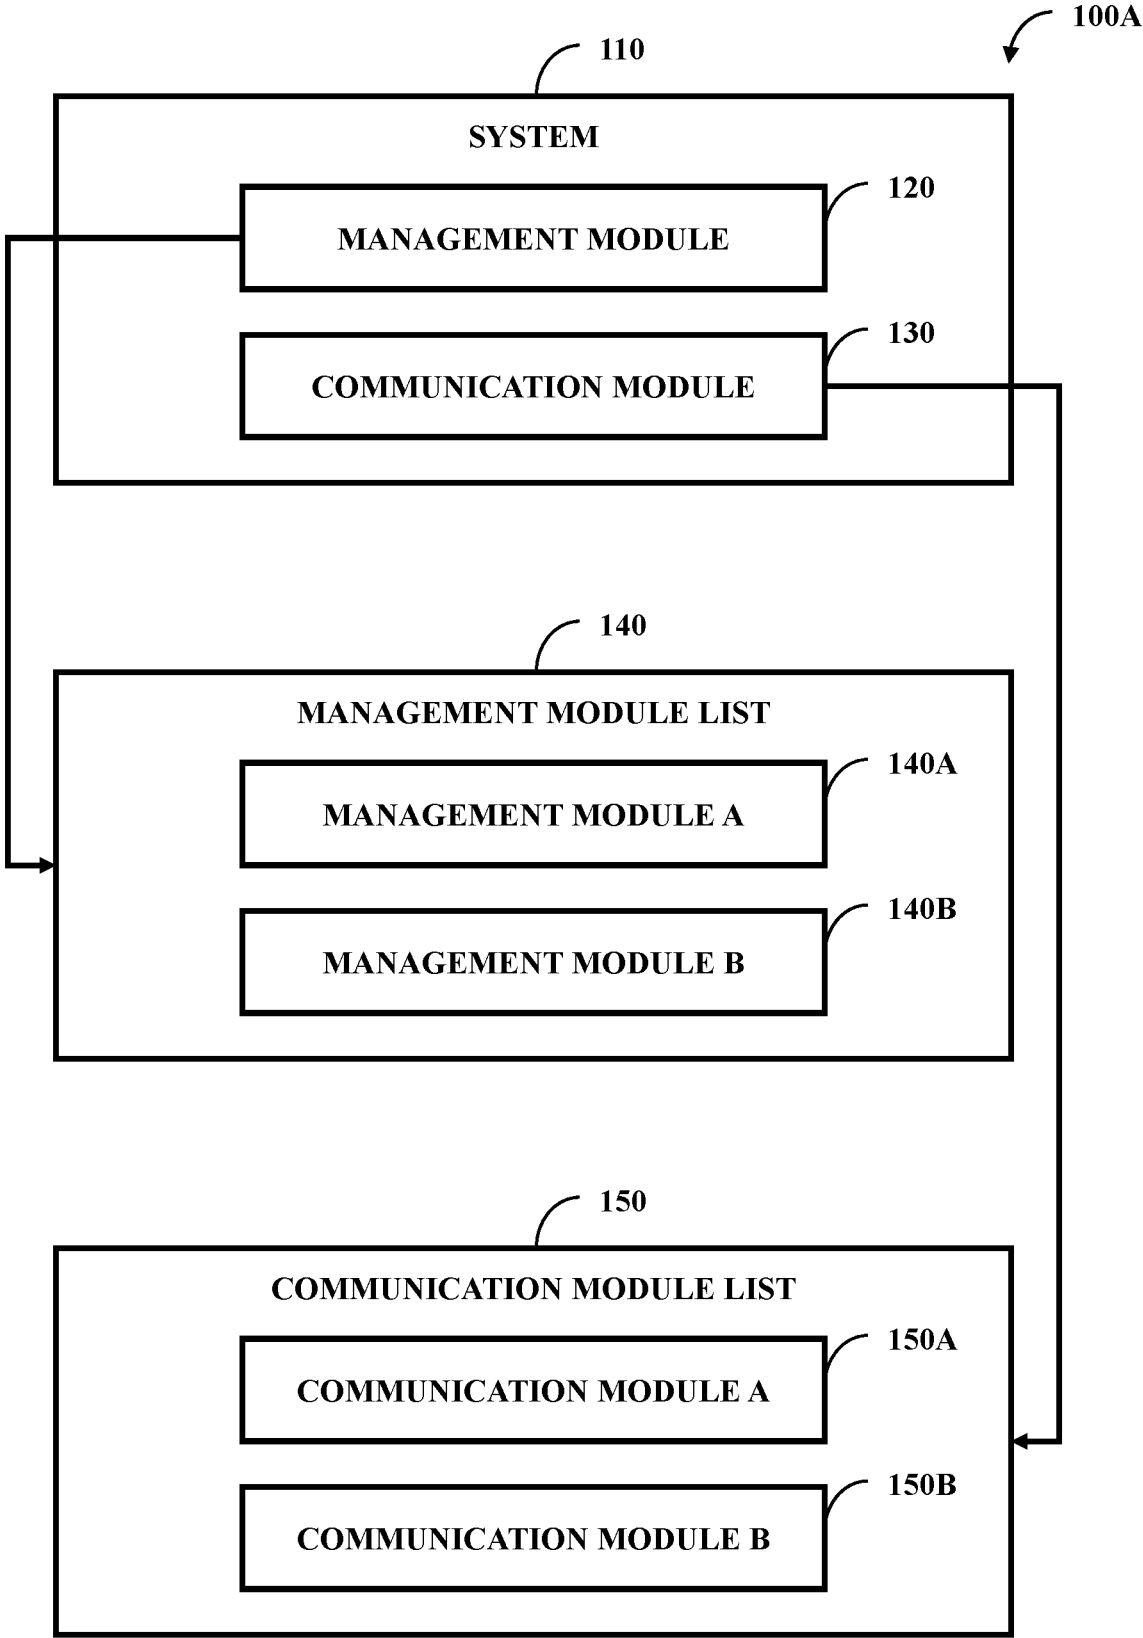 100A
110
SYSTEM
120
MANAGEMENT MODULE
130
COMMUNICATION MODULE
140
MANAGEMENT MODULE LIST
140A
MANAGEMENT MODULE A
140B
MANAGEMENT MODULE B
150
COMMUNICATION MODULE LIST
150A
COMMUNICATION MODULE A
150B
COMMUNICATION MODULE B